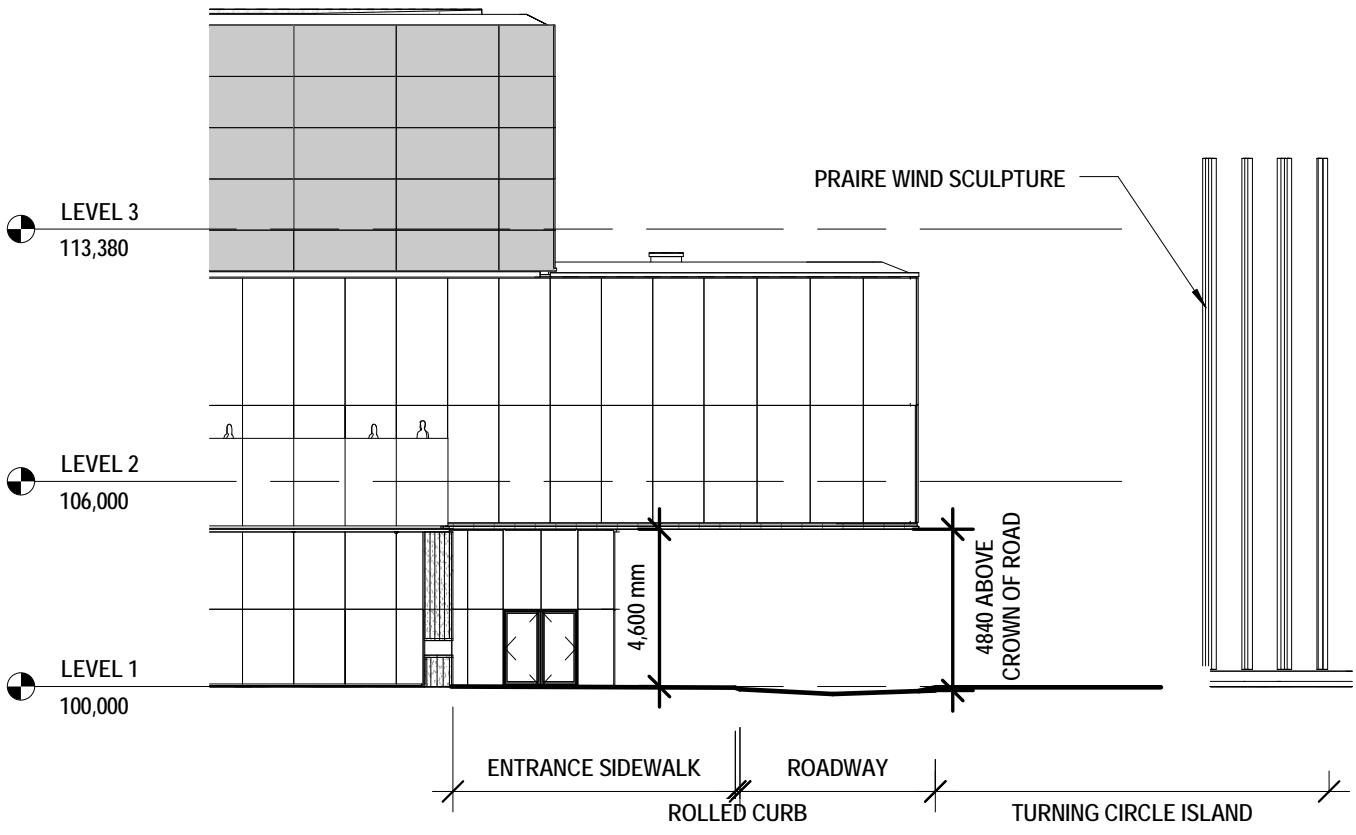 PRAIRE WIND SCULPTURE
LEVEL 3
113,380
LEVEL 2
106,000
4,600 mm
4840 ABOVE
CROWN OF ROAD
LEVEL 1
100,000
ENTRANCE SIDEWALK
ROADWAY
ROLLED CURB
TURNING CIRCLE ISLAND